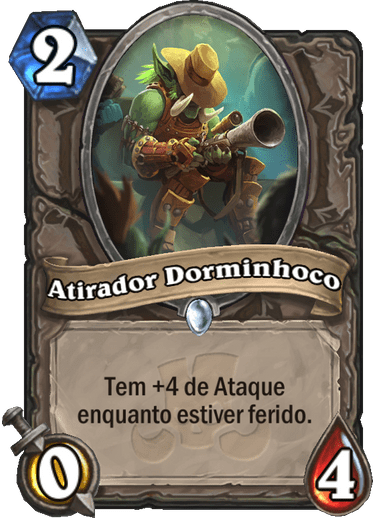 2
Atirador Dorminhoco
Tem +4 de Ataque
enquanto estiver ferido.
0
4